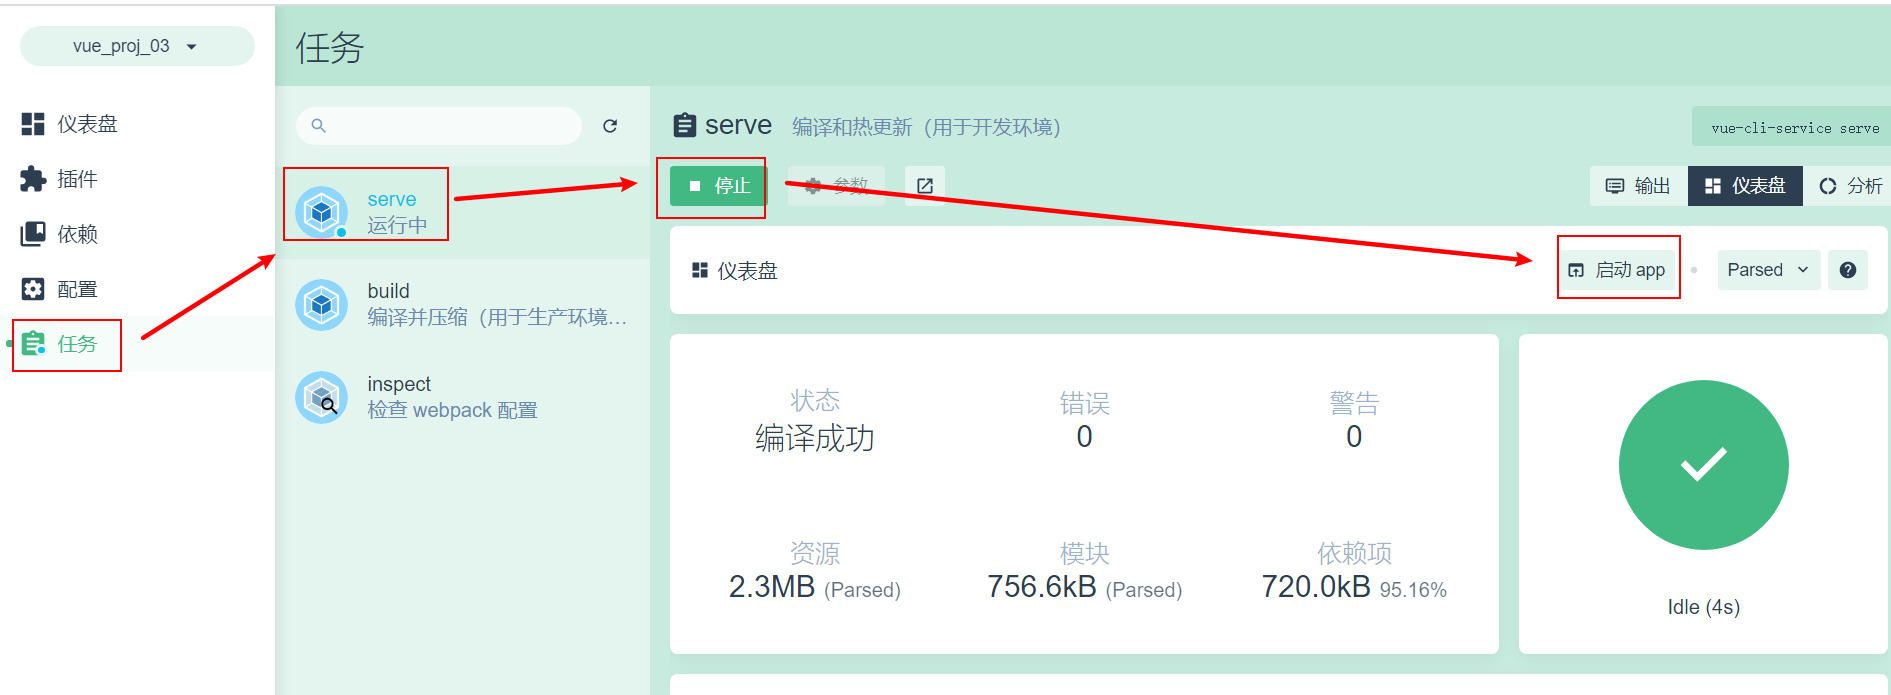 vue_proj_03
仪表盘
插件
依赖
配置
任务
任务
serve
运行中
build
编译并压缩（用于生产环境...
inspect
检查 webpack 配置
serve 编译和热更新（用于开发环境）
vue-cli-service serve
停止 参数
输出 仪表盘 分析
仪表盘
启动 app Parsed
状态 错误 警告
编译成功 0 0
资源 模块 依赖项
2.3MB (Parsed) 756.6kB (Parsed) 720.0kB 95.16%
Idle (4s)